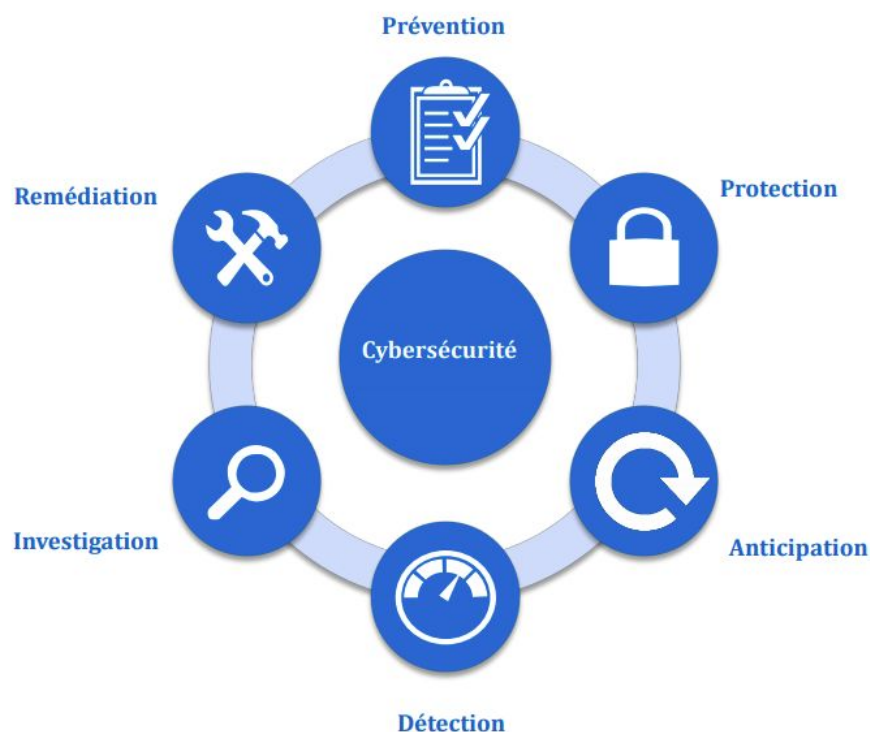 Prévention
Protection
Remédiation
Cybersécurité
Investigation
Anticipation
Détection